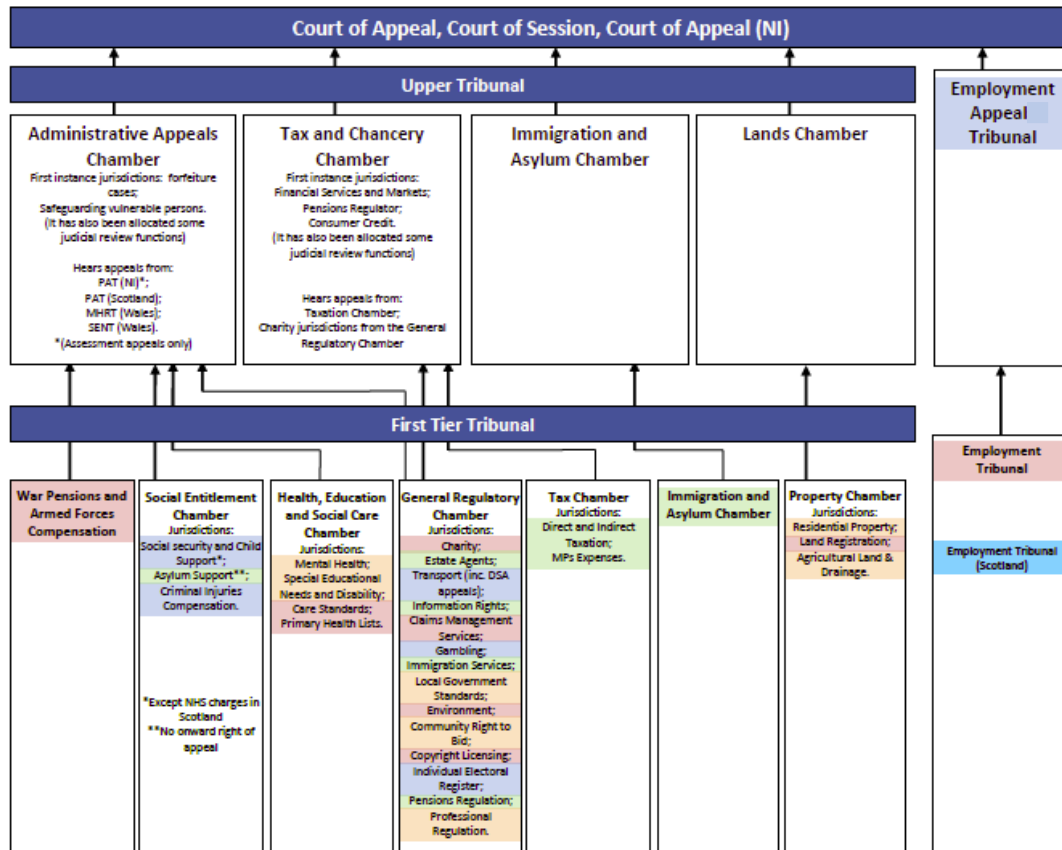 Court of Appeal, Court of Session, Court of Appeal (NI)
Upper Tribunal
Administrative Appeals
Chamber
First instance jurisdictions: forfeiture
cases;
Safeguarding vulnerable persons.
(It has also been allocated some
judicial review functions)
Hears appeals from:
PAT (NI)*;
PAT (Scotland);
MHRT (Wales);
SENT (Wales).
*(Assessment appeals only)
Tax and Chancery
Chamber
First instance jurisdictions:
Financial Services and Markets;
Pensions Regulator;
Consumer Credit.
(It has also been allocated some
judicial review functions)
Hears appeals from:
Taxation Chamber;
Charity jurisdictions from the General
Regulatory Chamber
Immigration and
Asylum Chamber
Lands Chamber
Employment
Appeal
Tribunal
First Tier Tribunal
War Pensions and
Armed Forces
Compensation
Social Entitlement
Chamber
Jurisdictions:
Social security and Child
Support*;
Asylum Support**;
Criminal Injuries
Compensation.
*Except NHS charges in
Scotland
**No onward right of
appeal
Health, Education
and Social Care
Chamber
Jurisdictions:
Mental Health;
Special Educational
Needs and Disability;
Care Standards;
Primary Health Lists.
General Regulatory
Chamber
Jurisdictions:
Charity;
Estate Agents;
Transport (inc. DSA
appeals);
Information Rights;
Claims Management
Services;
Gambling;
Immigration Services;
Local Government
Standards;
Environment;
Community Right to
Bid;
Copyright Licensing;
Individual Electoral
Register;
Pensions Regulation;
Professional
Regulation.
Tax Chamber
Jurisdictions:
Direct and Indirect
Taxation;
MPs Expenses.
Immigration and
Asylum Chamber
Property Chamber
Jurisdictions:
Residential Property;
Land Registration;
Agricultural Land &
Drainage.
Employment
Tribunal
Employment Tribunal
(Scotland)